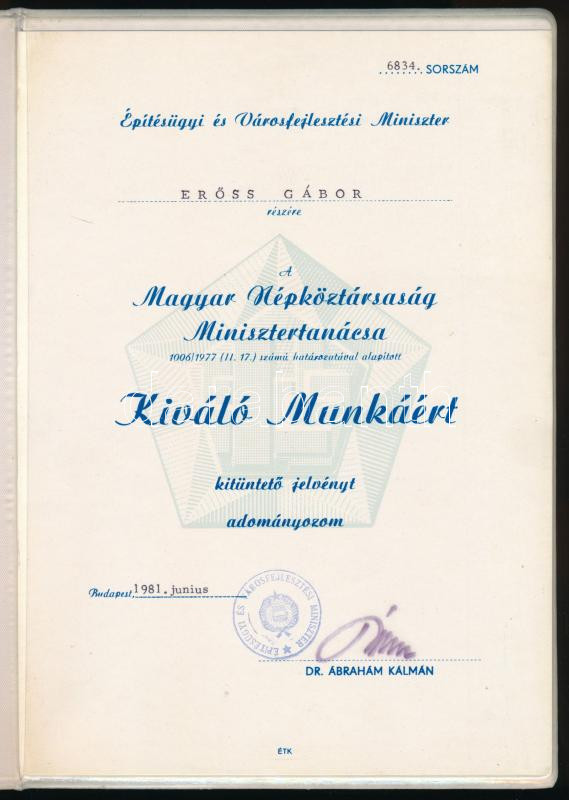 6834. SORSZÁM
Építésügyi és Városfejlesztési Miniszter
ERŐSS GÁBOR
részére
A
Magyar Népköztársaság
Minisztertanácsa
1006/1977 (II. 17.) számú határozatával alapított
Kiváló Munkáért
kitüntető jelvényt
adományozom
Budapest, 1981. junius
ÉPÍTÉSÜGYI ÉS VÁROSFEJLESZTÉSI MINISZTER
DR. ÁBRAHÁM KÁLMÁN
ÉTK